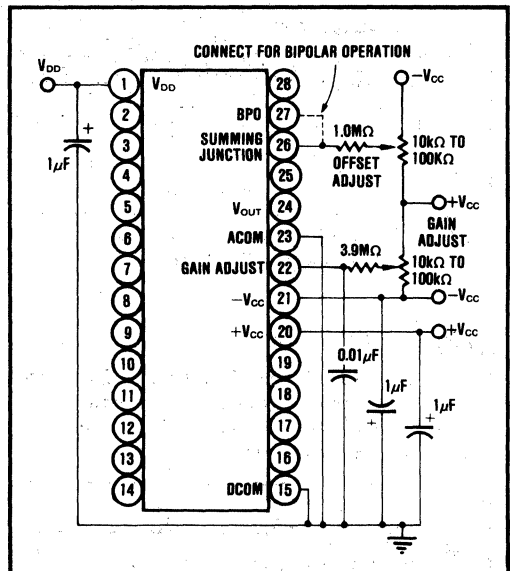 CONNECT FOR BIPOLAR OPERATION
VDD
1 VDD 28
−VCC
2 BPO 27
3 SUMMING JUNCTION 26
1.0MΩ
OFFSET ADJUST
10kΩ TO 100KΩ
1µF +
4 25
5 VOUT 24
+VCC
GAIN ADJUST
6 ACOM 23
7 GAIN ADJUST 22
3.9MΩ
10kΩ TO 100kΩ
8 −VCC 21
−VCC
9 +VCC 20
+VCC
10 19
0.01µF
1µF +
1µF +
11 18
12 17
13 16
14 DCOM 15